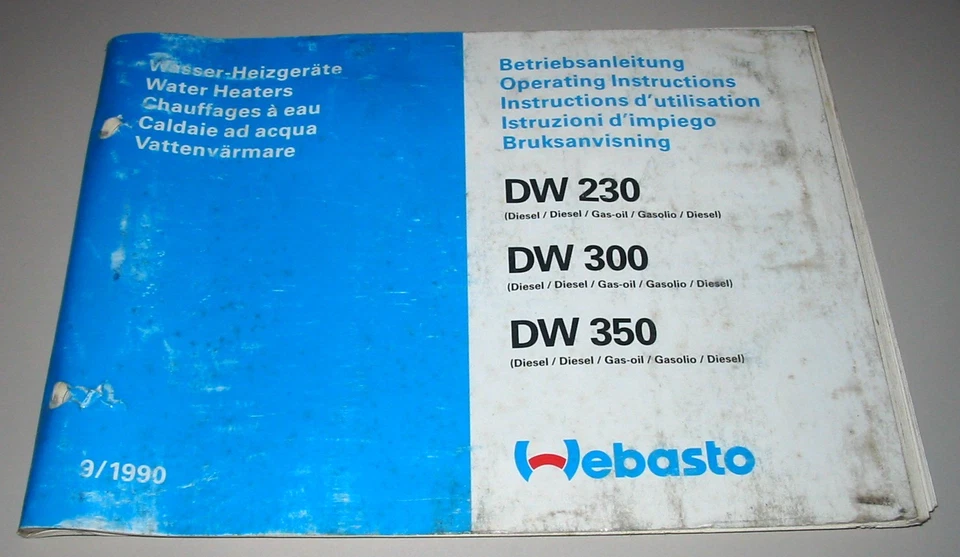 Wasser-Heizgeräte
Water Heaters
Chauffages à eau
Caldaie ad acqua
Vattenvärmare
9/1990
Betriebsanleitung
Operating Instructions
Instructions d'utilisation
Istruzioni d'impiego
Bruksanvisning
DW 230
(Diesel / Diesel / Gas-oil / Gasolio / Diesel)
DW 300
(Diesel / Diesel / Gas-oil / Gasolio / Diesel)
DW 350
(Diesel / Diesel / Gas-oil / Gasolio / Diesel)
Webasto